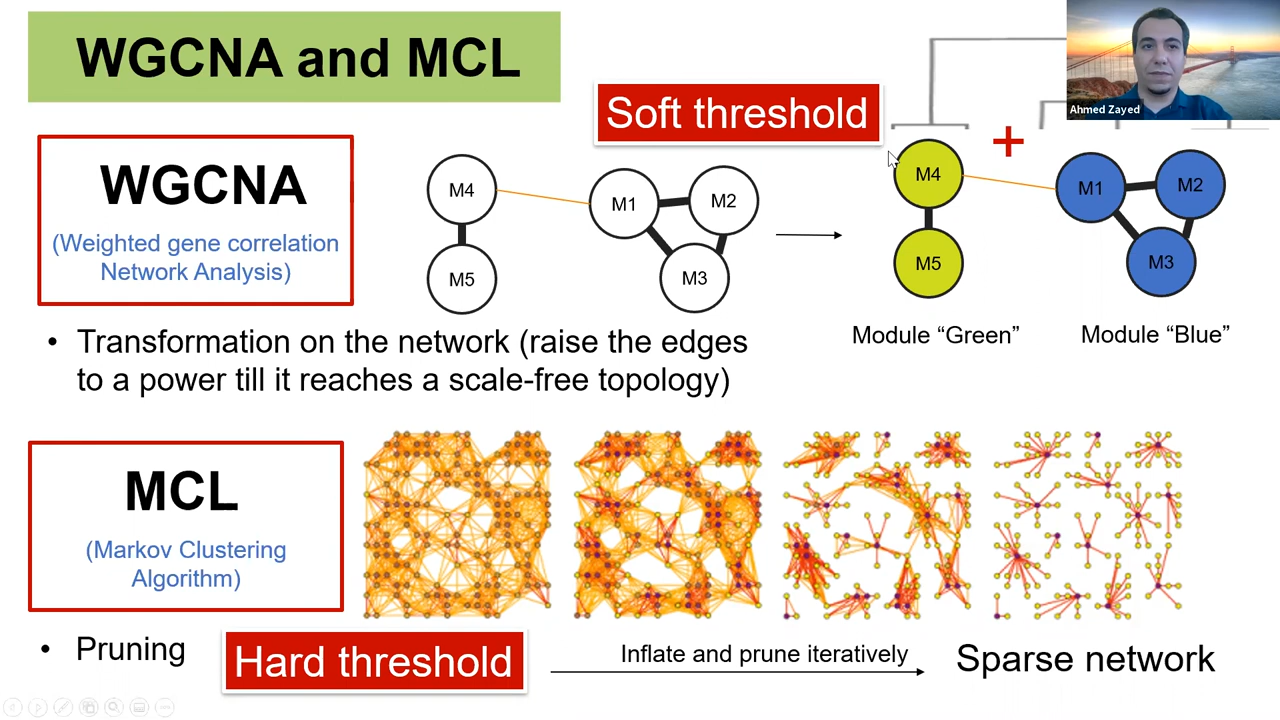 WGCNA and MCL
Soft threshold
Ahmed Zayed
WGCNA
(Weighted gene correlation
Network Analysis)
M4
M1
M2
M5
M3
+
M4
M1
M2
M5
M3
Module “Green”
Module “Blue”
• Transformation on the network (raise the edges
to a power till it reaches a scale-free topology)
MCL
(Markov Clustering
Algorithm)
• Pruning
Hard threshold
Inflate and prune iteratively
Sparse network